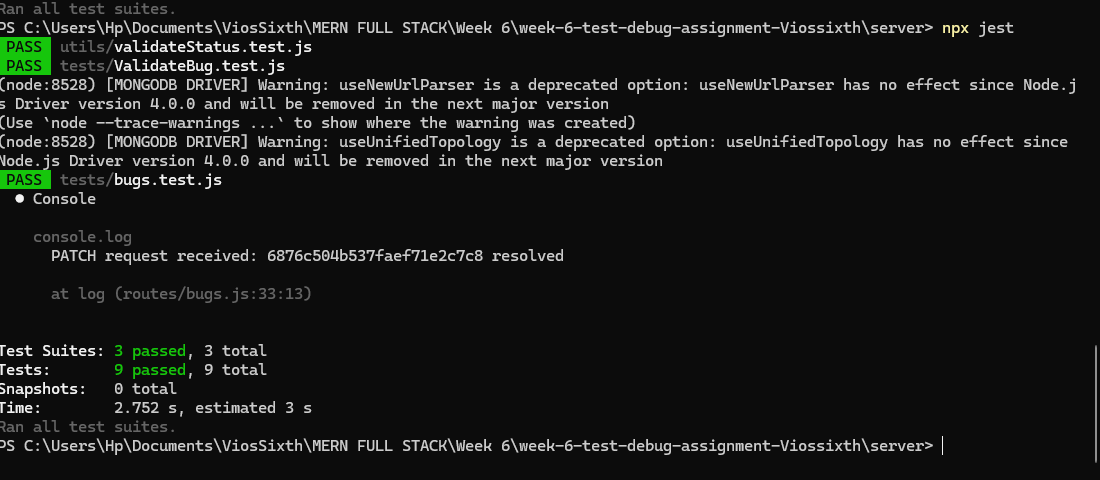 Ran all test suites.
PS C:\Users\Hp\Documents\ViosSixth\MERN FULL STACK\Week 6\week-6-test-debug-assignment-Viossixth\server> npx jest
PASS utils/validateStatus.test.js
PASS tests/ValidateBug.test.js
(node:8528) [MONGODB DRIVER] Warning: useNewUrlParser is a deprecated option: useNewUrlParser has no effect since Node.j
s Driver version 4.0.0 and will be removed in the next major version
(Use `node --trace-warnings ...` to show where the warning was created)
(node:8528) [MONGODB DRIVER] Warning: useUnifiedTopology is a deprecated option: useUnifiedTopology has no effect since
Node.js Driver version 4.0.0 and will be removed in the next major version
PASS tests/bugs.test.js
● Console
console.log
PATCH request received: 6876c504b537faef71e2c7c8 resolved
at log (routes/bugs.js:33:13)
Test Suites: 3 passed, 3 total
Tests: 9 passed, 9 total
Snapshots: 0 total
Time: 2.752 s, estimated 3 s
Ran all test suites.
PS C:\Users\Hp\Documents\ViosSixth\MERN FULL STACK\Week 6\week-6-test-debug-assignment-Viossixth\server>